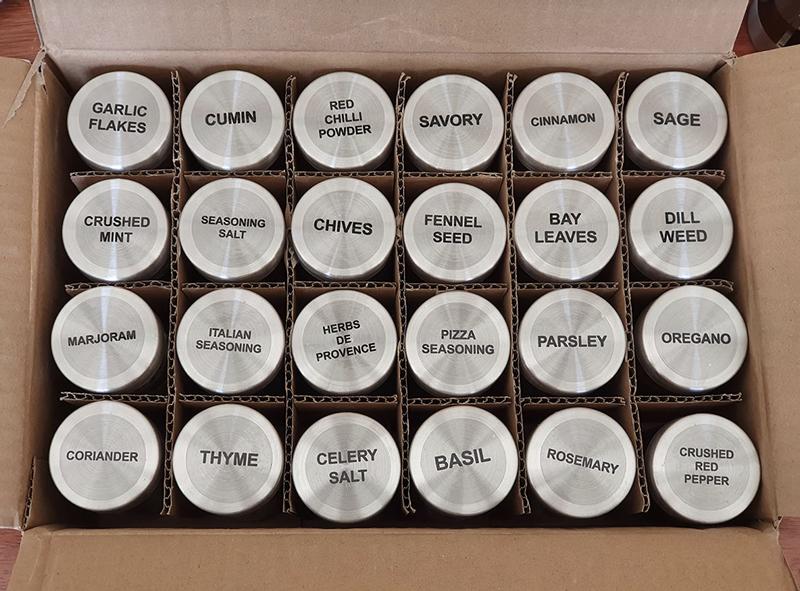 GARLIC
FLAKES
CUMIN
RED
CHILLI
POWDER
SAVORY
CINNAMON
SAGE
CRUSHED
MINT
SEASONING
SALT
CHIVES
FENNEL
SEED
BAY
LEAVES
DILL
WEED
MARJORAM
ITALIAN
SEASONING
HERBS
DE
PROVENCE
PIZZA
SEASONING
PARSLEY
OREGANO
CORIANDER
THYME
CELERY
SALT
BASIL
ROSEMARY
CRUSHED
RED
PEPPER